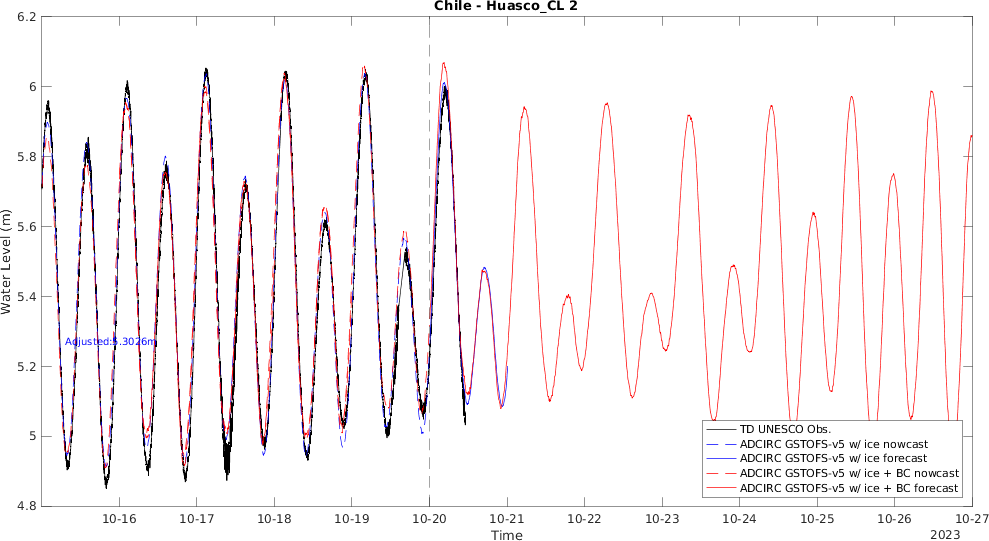 Chile - Huasco_CL 2
6.2
6
5.8
5.6
5.4
5.2
5
4.8
Water Level (m)
Adjusted:5.3026m
TD UNESCO Obs.
ADCIRC GSTOFS-v5 w/ ice nowcast
ADCIRC GSTOFS-v5 w/ ice forecast
ADCIRC GSTOFS-v5 w/ ice + BC nowcast
ADCIRC GSTOFS-v5 w/ ice + BC forecast
10-16 10-17 10-18 10-19 10-20 10-21 10-22 10-23 10-24 10-25 10-26 10-27
Time
2023